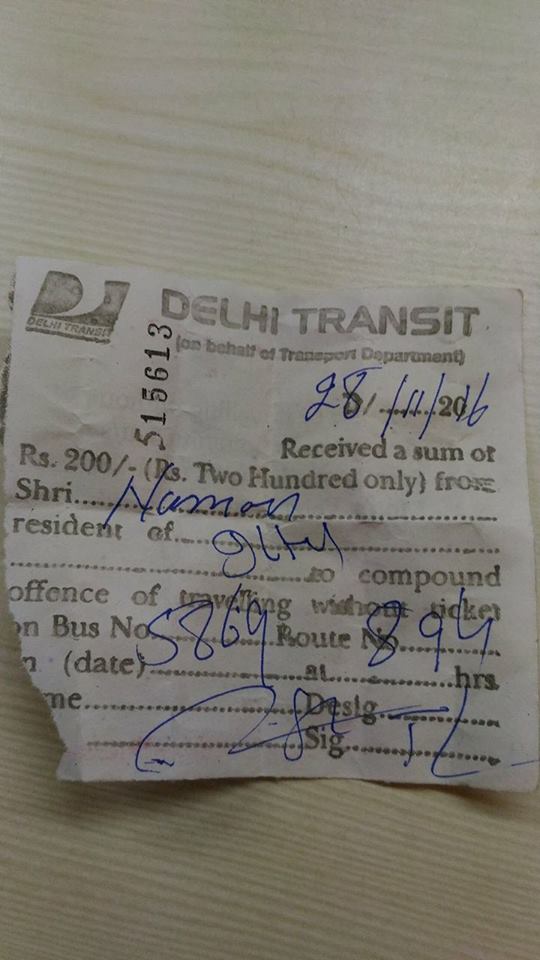 DELHI TRANSIT
DELHI TRANSIT
(on behalf of Transport Department)
515613
28/11/2016
Received a sum of
Rs. 200/- (Rs. Two Hundred only) from
Shri....Naman
resident of
to compound
offence of travelling without ticket
on Bus No. 5869 Route No. 894
n (date) at hrs
me Desig
Sig